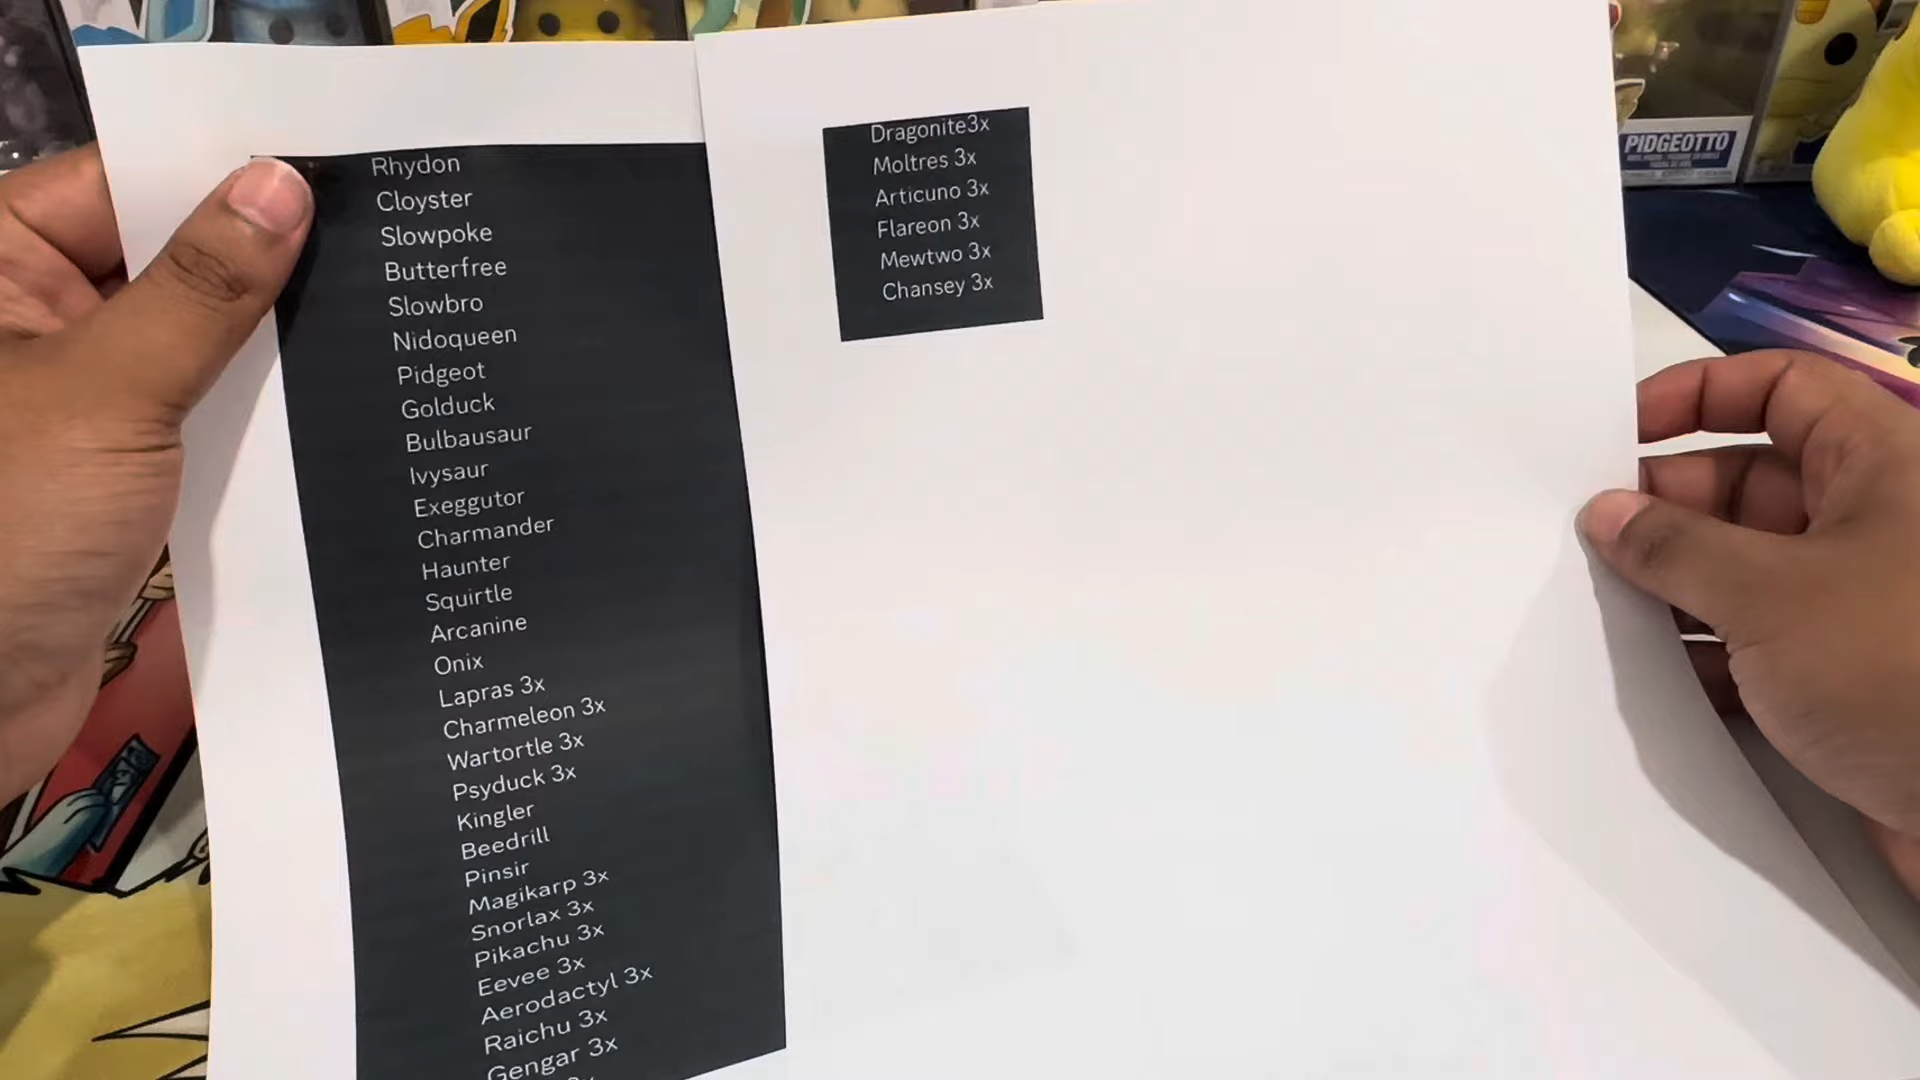 Rhydon
Cloyster
Slowpoke
Butterfree
Slowbro
Nidoqueen
Pidgeot
Golduck
Bulbausaur
Ivysaur
Exeggutor
Charmander
Haunter
Squirtle
Arcanine
Onix
Lapras 3x
Charmeleon 3x
Wartortle 3x
Psyduck 3x
Kingler
Beedrill
Pinsir
Magikarp 3x
Snorlax 3x
Pikachu 3x
Eevee 3x
Aerodactyl 3x
Raichu 3x
Gengar 3x
Dragonite3x
Moltres 3x
Articuno 3x
Flareon 3x
Mewtwo 3x
Chansey 3x
PIDGEOTTO